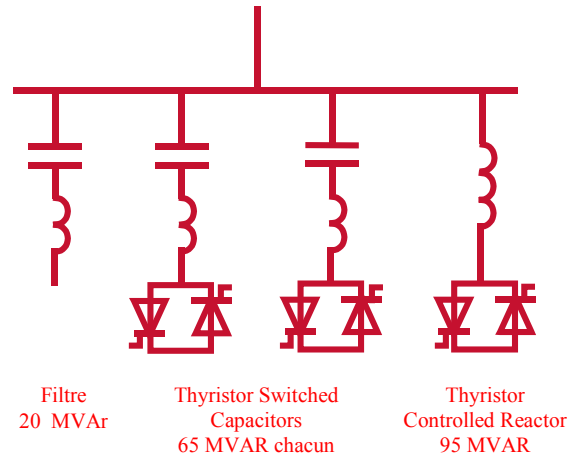 Filtre
20 MVAr
Thyristor Switched
Capacitors
65 MVAR chacun
Thyristor
Controlled Reactor
95 MVAR